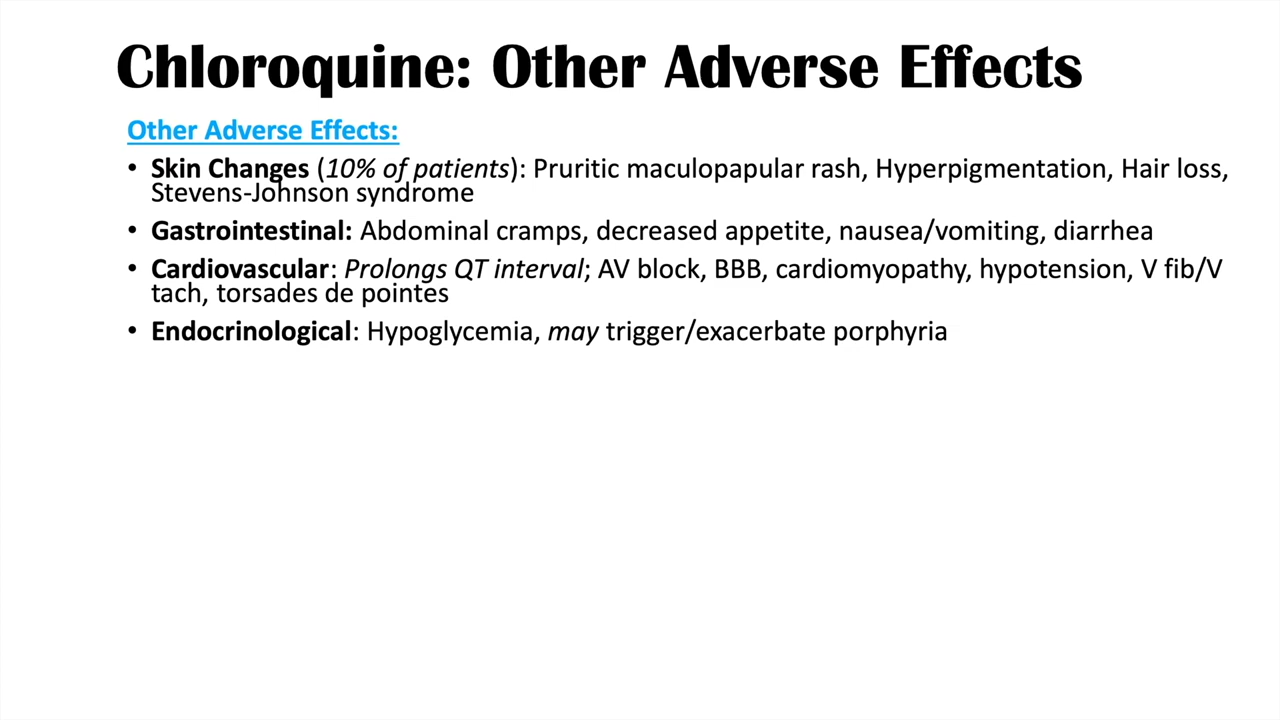 Chloroquine: Other Adverse Effects
Other Adverse Effects:
• Skin Changes (10% of patients): Pruritic maculopapular rash, Hyperpigmentation, Hair loss,
Stevens-Johnson syndrome
• Gastrointestinal: Abdominal cramps, decreased appetite, nausea/vomiting, diarrhea
• Cardiovascular: Prolongs QT interval; AV block, BBB, cardiomyopathy, hypotension, V fib/V
tach, torsades de pointes
• Endocrinological: Hypoglycemia, may trigger/exacerbate porphyria